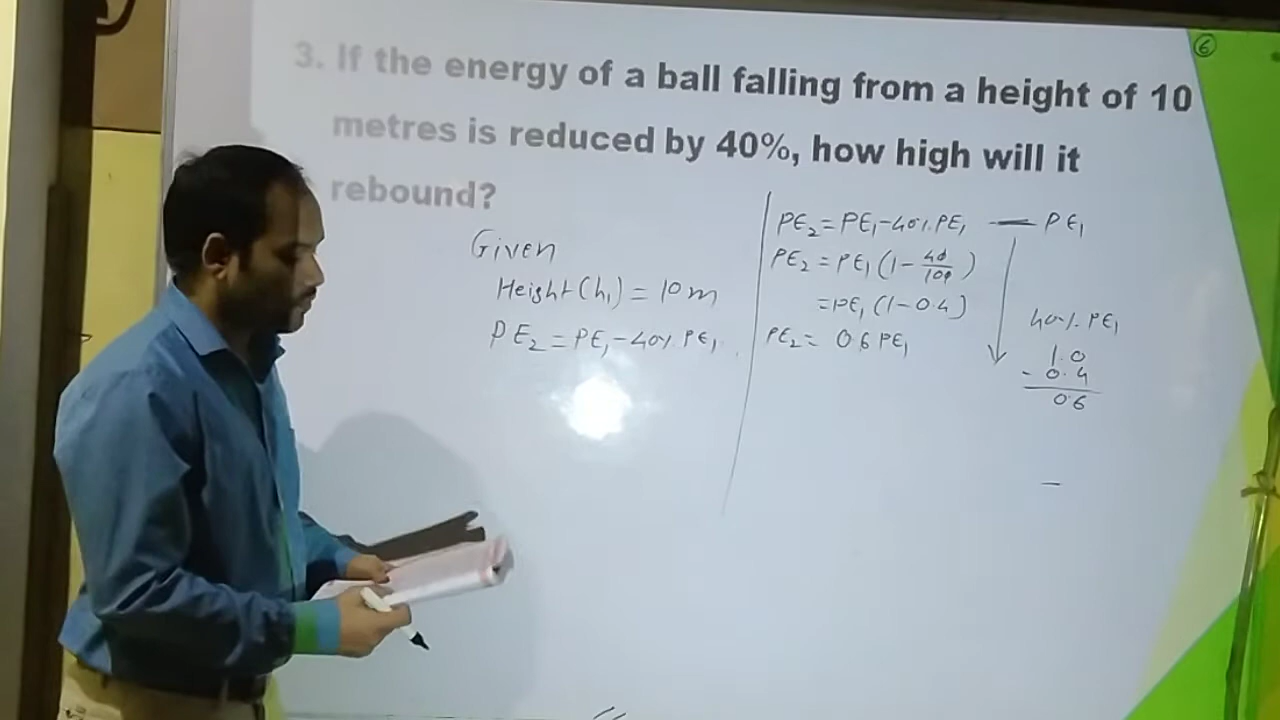 6
3. If the energy of a ball falling from a height of 10
metres is reduced by 40%, how high will it
rebound?
Given
Height (h₁) = 10 m
PE₂ = PE₁ - 40% PE₁
PE₂ = PE₁ - 40% PE₁ — PE₁
PE₂ = PE₁ (1 - 40/100)
= PE₁ (1 - 0.4)
PE₂ = 0.6 PE₁
40% PE₁
1.0
- 0.4
0.6